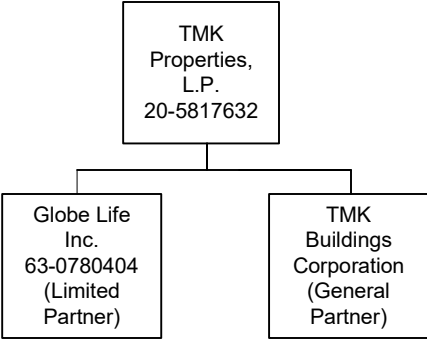 TMK
Properties,
L.P.
20-5817632
Globe Life
Inc.
63-0780404
(Limited
Partner)
TMK
Buildings
Corporation
(General
Partner)